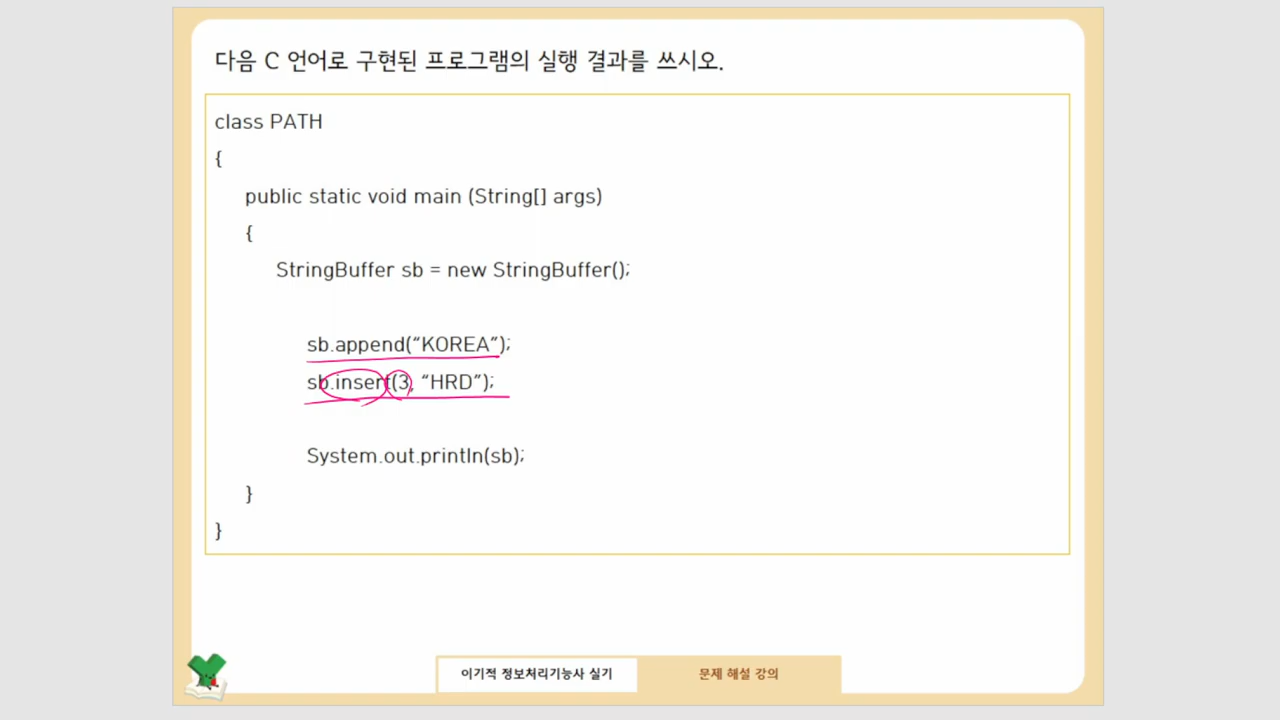 다음 C 언어로 구현된 프로그램의 실행 결과를 쓰시오.
class PATH
{
public static void main (String[] args)
{
StringBuffer sb = new StringBuffer();
sb.append(“KOREA”);
sb.insert(3, “HRD”);
System.out.println(sb);
}
}
이기적 정보처리기능사 실기
문제 해설 강의